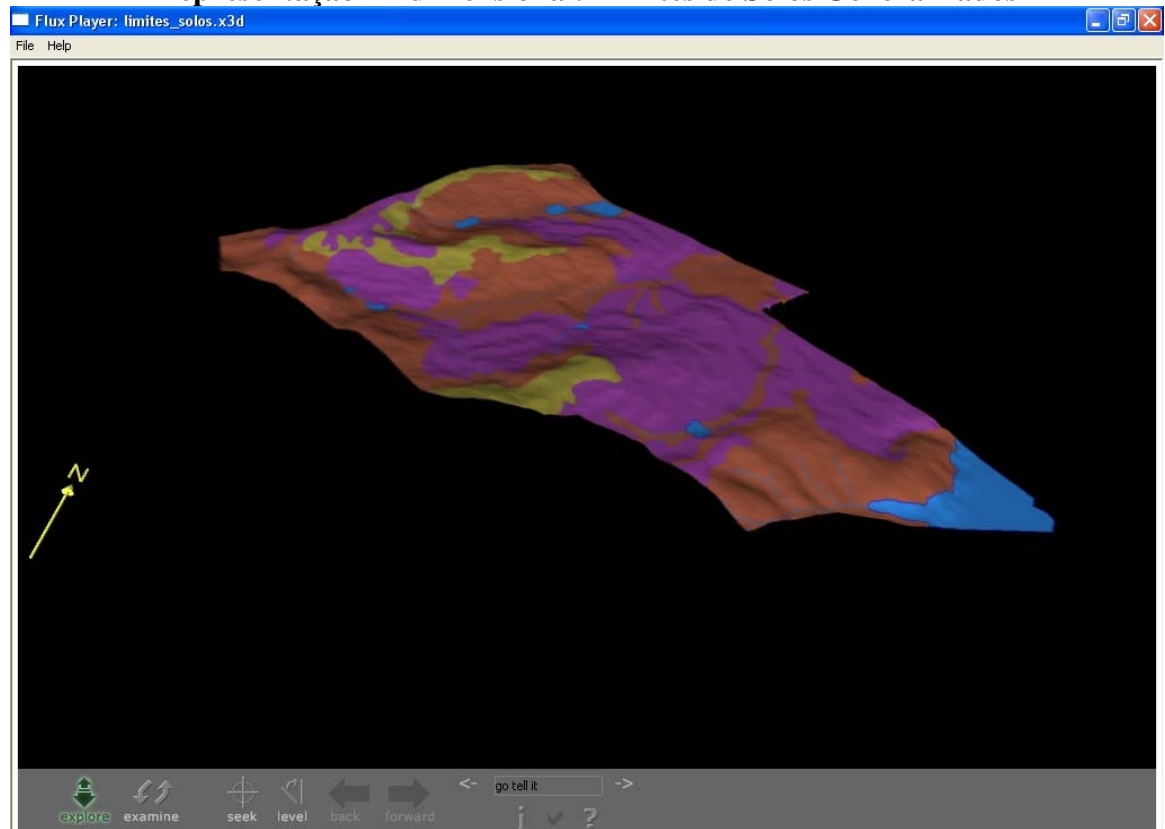 Flux Player: limites_solos.x3d
File Help
N
<- go tell it ->
explore examine seek level back forward
i ?